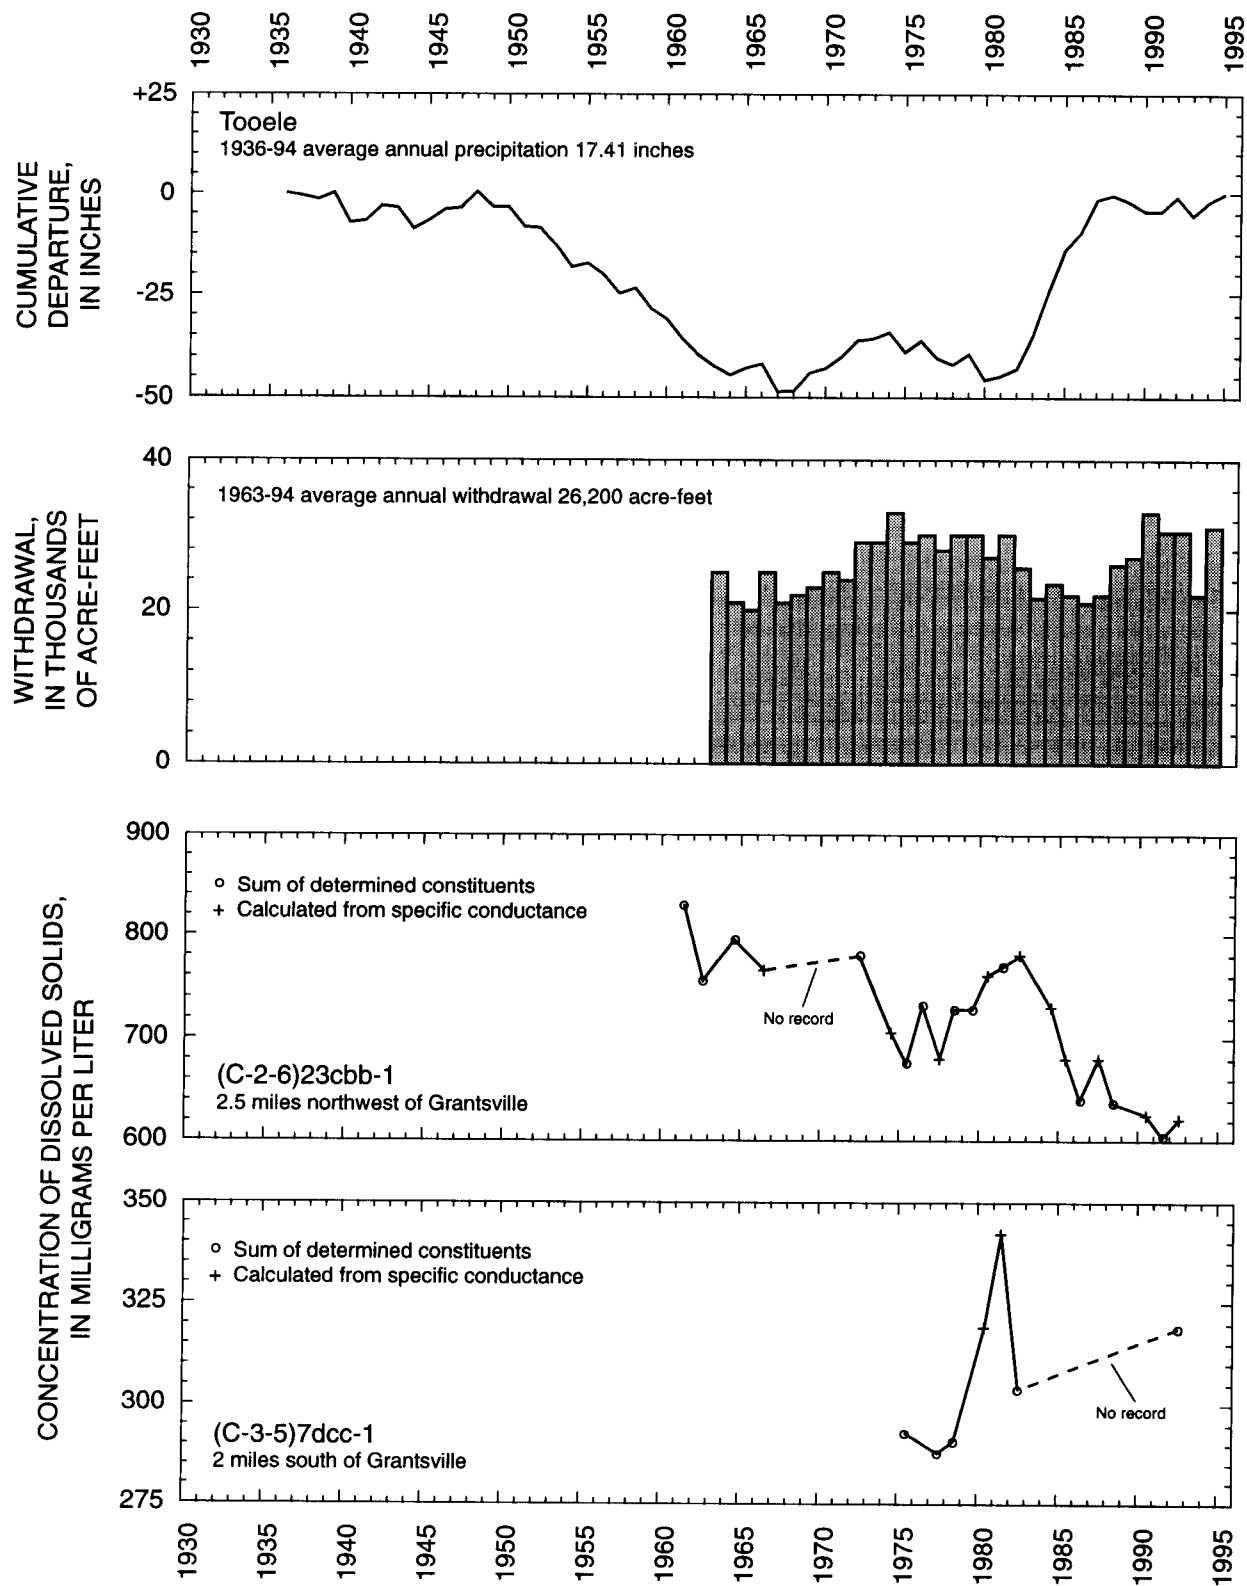 1930 1935 1940 1945 1950 1955 1960 1965 1970 1975 1980 1985 1990 1995
CUMULATIVE
DEPARTURE,
IN INCHES
+25
0
-25
-50
Tooele
1936-94 average annual precipitation 17.41 inches
WITHDRAWAL,
IN THOUSANDS
OF ACRE-FEET
40
20
0
1963-94 average annual withdrawal 26,200 acre-feet
CONCENTRATION OF DISSOLVED SOLIDS,
IN MILLIGRAMS PER LITER
900
800
700
600
Sum of determined constituents
+ Calculated from specific conductance
No record
(C-2-6)23cbb-1
2.5 miles northwest of Grantsville
350
325
300
275
Sum of determined constituents
+ Calculated from specific conductance
No record
(C-3-5)7dcc-1
2 miles south of Grantsville
1930 1935 1940 1945 1950 1955 1960 1965 1970 1975 1980 1985 1990 1995